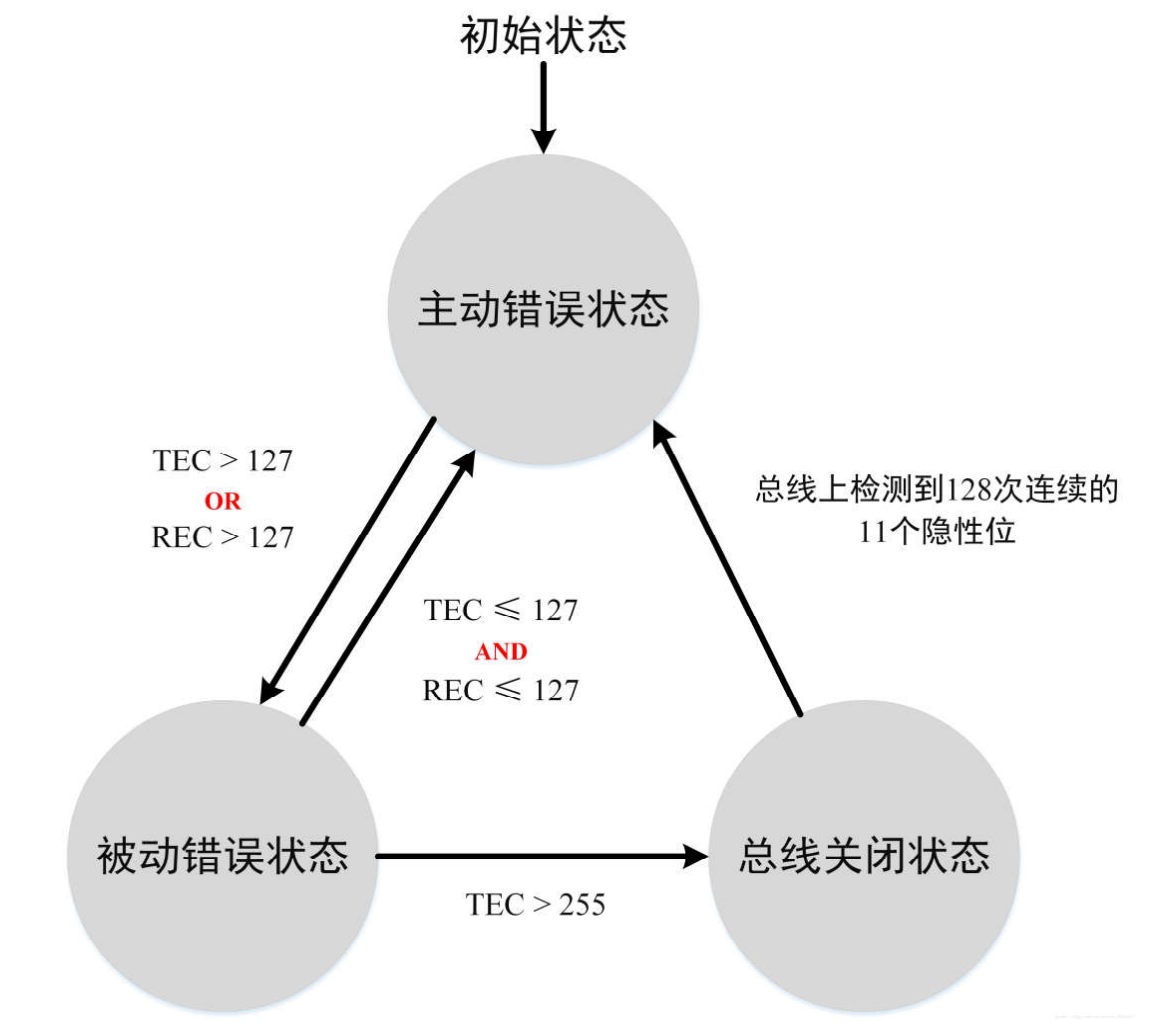 初始状态
主动错误状态
TEC > 127
OR
REC > 127
总线上检测到128次连续的
11个隐性位
TEC ≤ 127
AND
REC ≤ 127
被动错误状态
总线关闭状态
TEC > 255